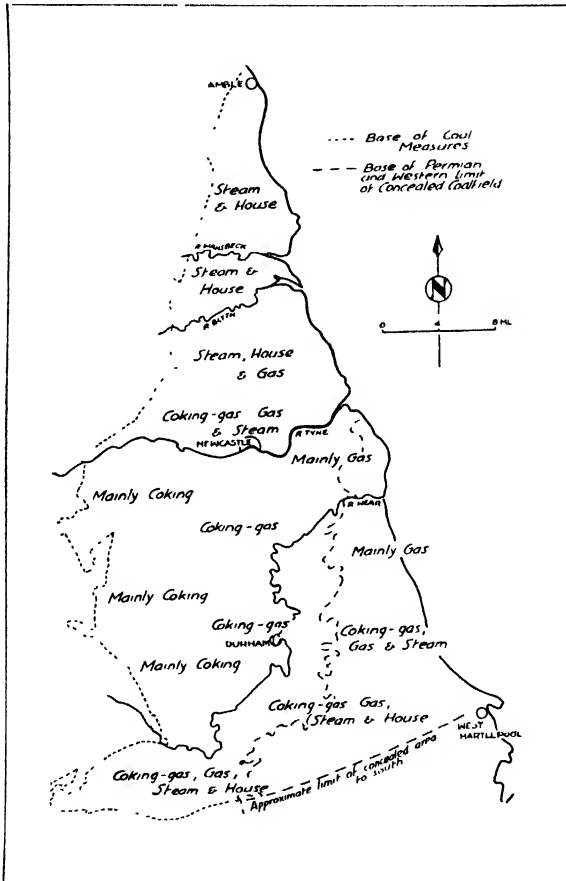 AMBLE
---- Base of Coal
Measures
--- Base of Permian
and Western Limit
of Concealed Coalfield
Steam
& House
R WANSBECK
Steam &
House
N
0 4 8 ML
R BLYTH
Steam, House
& Gas
Coking-gas Gas
& Steam
R TYNE
NEWCASTLE
Mainly Gas
Mainly Coking
R WEAR
Coking-gas
Mainly Gas
Mainly Coking
Coking-gas
DURHAM
Coking-gas,
Gas & Steam
Mainly Coking
Coking-gas Gas,
Steam & House
WEST
HARTLEPOOL
Approximate limit of concealed area
to south
Coking-gas, Gas,
Steam & House